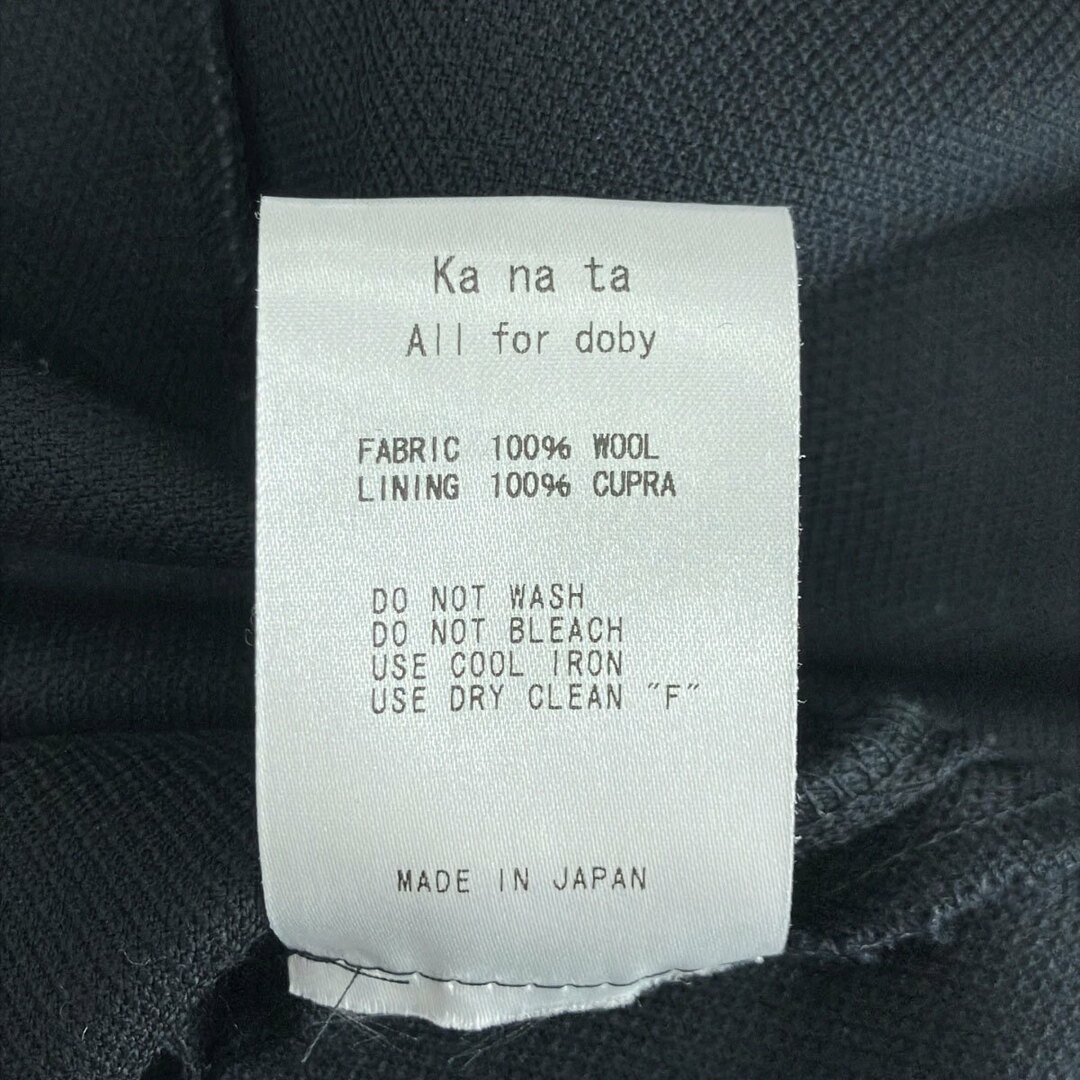 Ka na ta
All for doby
FABRIC 100% WOOL
LINING 100% CUPRA
DO NOT WASH
DO NOT BLEACH
USE COOL IRON
USE DRY CLEAN "F"
MADE IN JAPAN